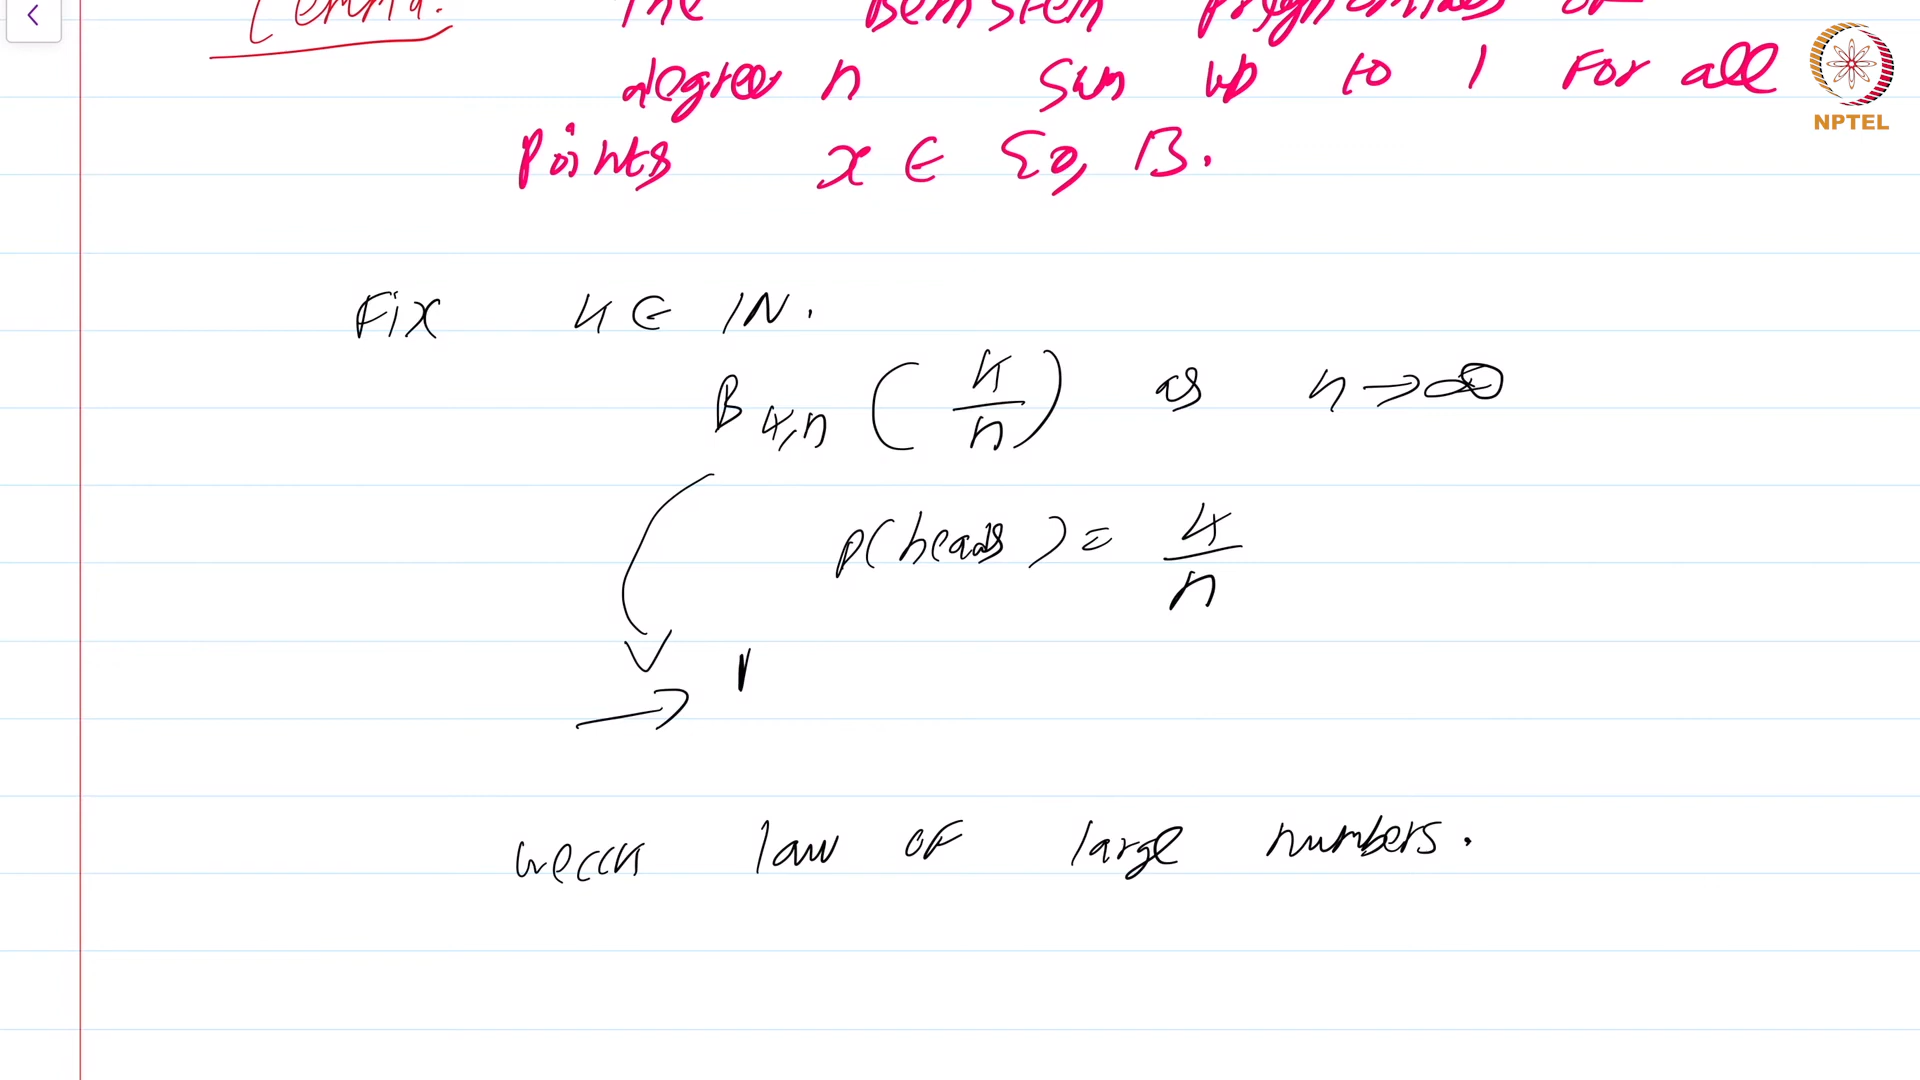 Lemma: The Bernstein polynomials of
degree n sum up to 1 for all
NPTEL
points x ∈ [0, 1].
Fix k ∈ ℕ.
B k,n ( k/n ) as n → ∞
P(heads) = k/n
→ 1
weak law of large numbers.